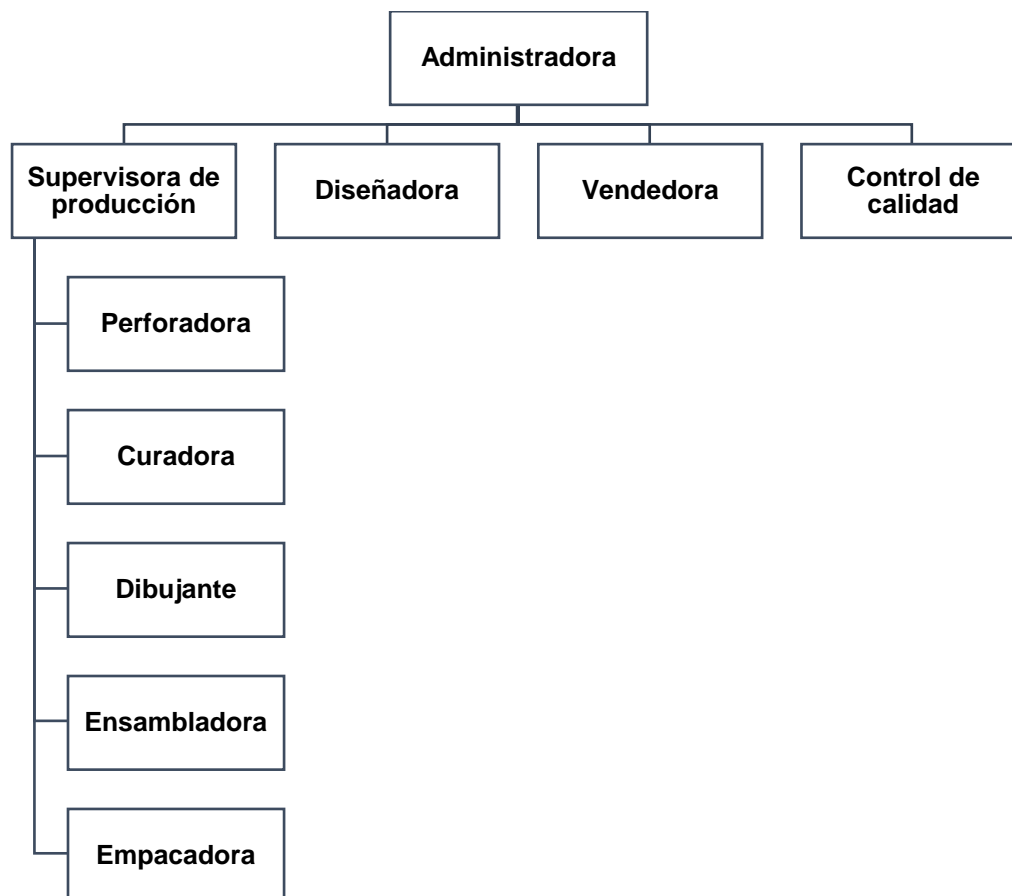 Administradora
Supervisora de
producción
Diseñadora
Vendedora
Control de
calidad
Perforadora
Curadora
Dibujante
Ensambladora
Empacadora